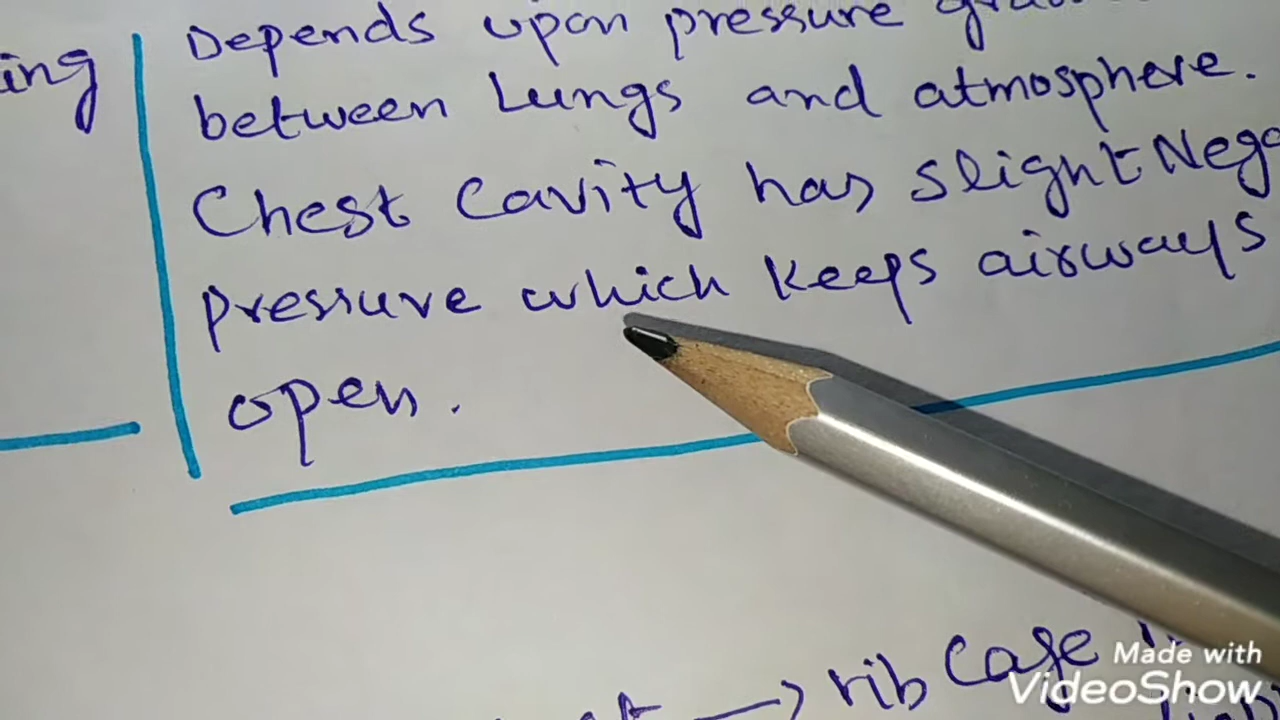 ing
Depends upon pressure
between Lungs and atmosphere.
Chest Cavity has slight
pressure which keeps airways
open.
rib Cage
Made with
VideoShow